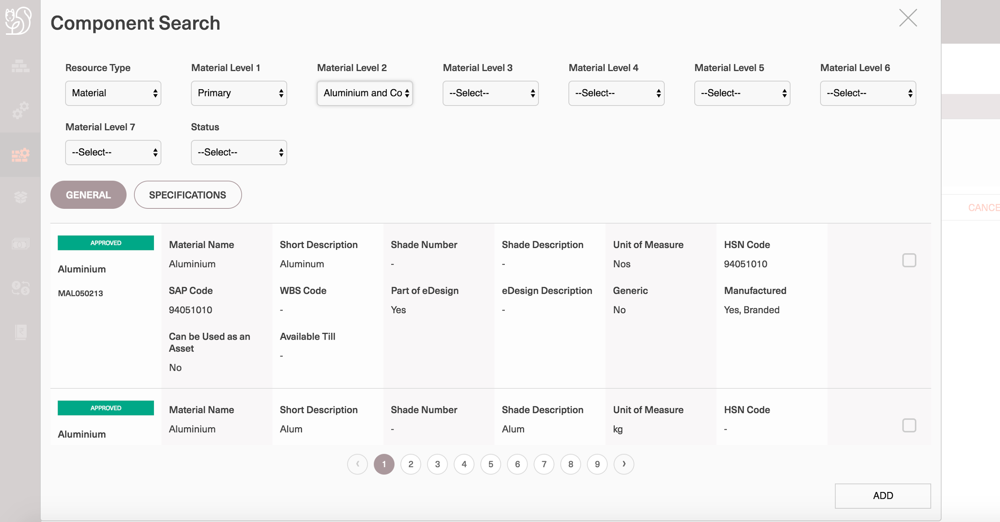 Component Search
Resource Type
Material Level 1
Material Level 2
Material Level 3
Material Level 4
Material Level 5
Material Level 6
Material
Primary
Aluminium and Co
--Select--
--Select--
--Select--
--Select--
Material Level 7
Status
--Select--
--Select--
GENERAL
SPECIFICATIONS
CANCE
APPROVED
Aluminium
MAL050213
Material Name
Aluminium
Short Description
Aluminum
Shade Number
-
Shade Description
-
Unit of Measure
Nos
HSN Code
94051010
SAP Code
94051010
WBS Code
-
Part of eDesign
Yes
eDesign Description
-
Generic
No
Manufactured
Yes, Branded
Can be Used as an
Asset
No
Available Till
-
APPROVED
Aluminium
Material Name
Aluminium
Short Description
Alum
Shade Number
-
Shade Description
Alum
Unit of Measure
kg
HSN Code
-
‹ 1 2 3 4 5 6 7 8 9 ›
ADD